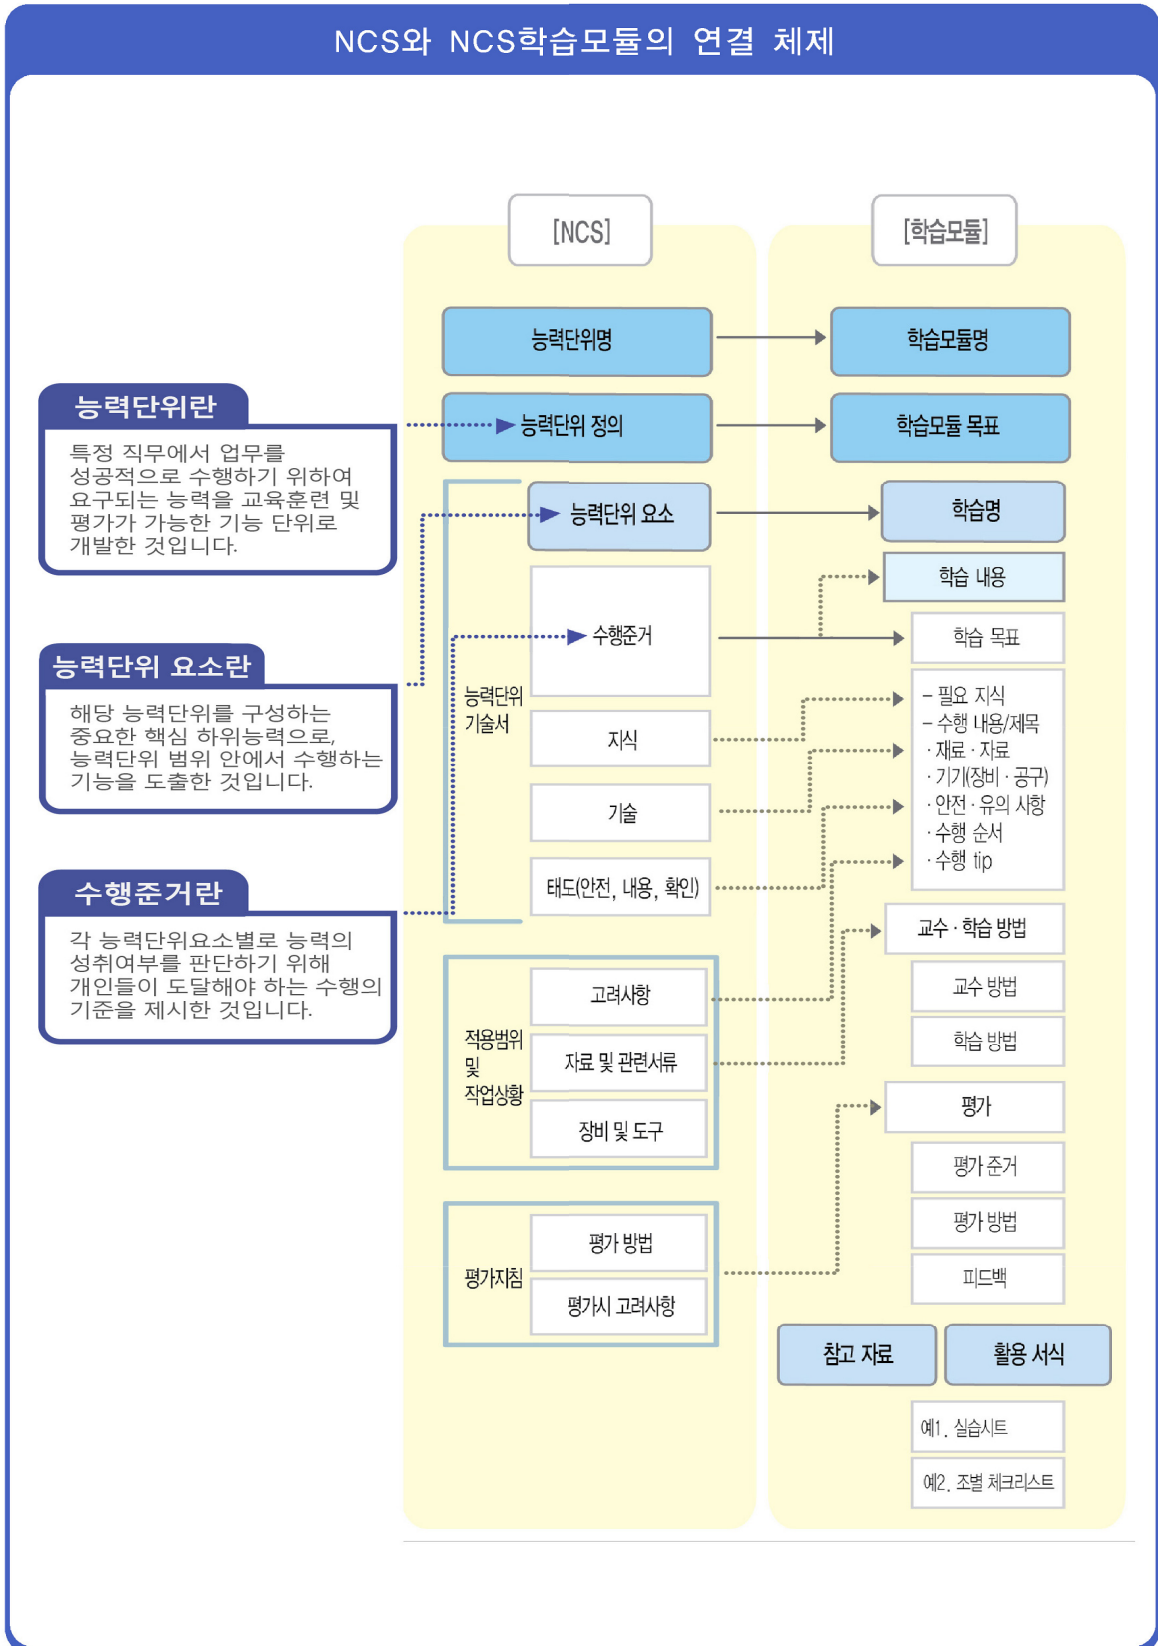 NCS와 NCS학습모듈의 연결 체제
[NCS]
[학습모듈]
능력단위명
학습모듈명
능력단위란
특정 직무에서 업무를
성공적으로 수행하기 위하여
요구되는 능력을 교육훈련 및
평가가 가능한 기능 단위로
개발한 것입니다.
능력단위 정의
학습모듈 목표
능력단위 요소
학습명
학습 내용
수행준거
학습 목표
능력단위 요소란
해당 능력단위를 구성하는
중요한 핵심 하위능력으로,
능력단위 범위 안에서 수행하는
기능을 도출한 것입니다.
능력단위
기술서
지식
기술
태드(안전, 내용, 확인)
- 필요 지식
- 수행 내용/제목
· 재료 · 자료
· 기기(장비 · 공구)
· 안전 · 유의 사항
· 수행 순서
· 수행 tip
수행준거란
각 능력단위요소별로 능력의
성취여부를 판단하기 위해
개인들이 도달해야 하는 수행의
기준을 제시한 것입니다.
교수 · 학습 방법
교수 방법
학습 방법
적용범위
및
작업상황
고려사항
자료 및 관련서류
장비 및 도구
평가
평가 준거
평가 방법
피드백
평가지침
평가 방법
평가시 고려사항
참고 자료
활용 서식
예1. 실습시트
예2. 조별 체크리스트